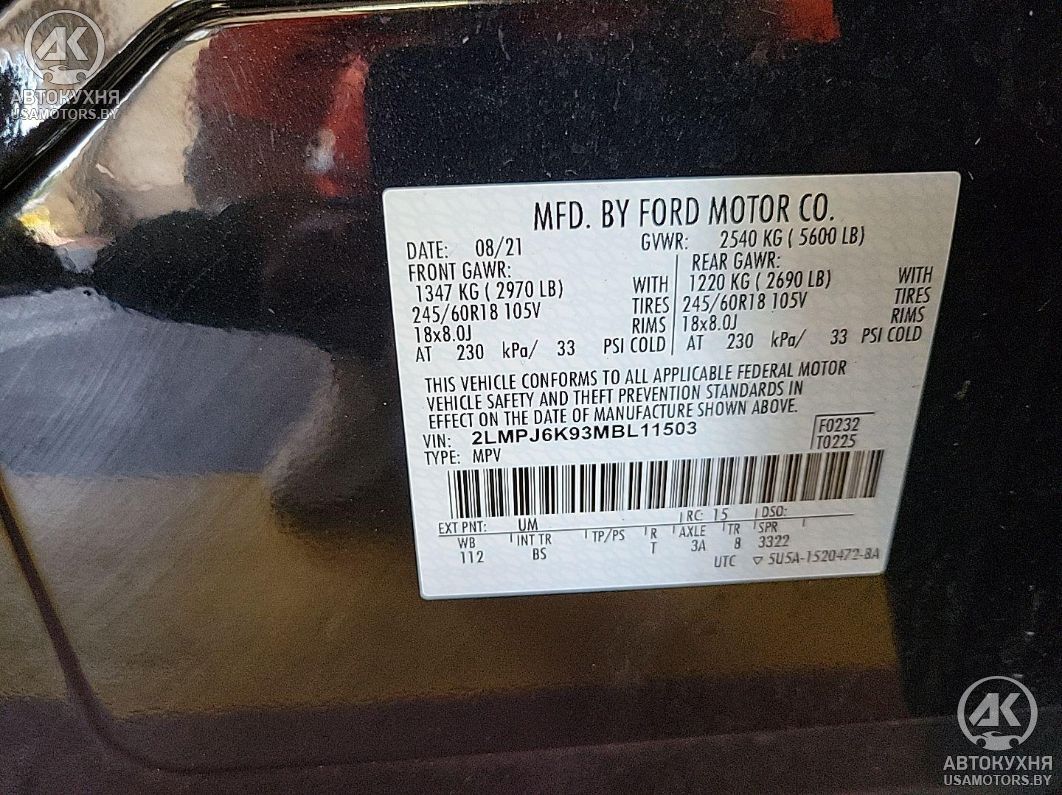 AK
АВТОКУХНЯ
USAMOTORS.BY
MFD. BY FORD MOTOR CO.
DATE: 08/21 GVWR: 2540 KG ( 5600 LB)
FRONT GAWR: REAR GAWR:
1347 KG ( 2970 LB) WITH 1220 KG ( 2690 LB) WITH
245/60R18 105V TIRES 245/60R18 105V TIRES
18x8.0J RIMS 18x8.0J RIMS
AT 230 kPa/ 33 PSI COLD AT 230 kPa/ 33 PSI COLD
THIS VEHICLE CONFORMS TO ALL APPLICABLE FEDERAL MOTOR
VEHICLE SAFETY AND THEFT PREVENTION STANDARDS IN
EFFECT ON THE DATE OF MANUFACTURE SHOWN ABOVE.
VIN: 2LMPJ6K93MBL11503 F0232
TYPE: MPV T0225
EXT PNT: UM RC: 15 DSO:
WB INT TR TP/PS R AXLE TR SPR
112 BS T 3A 8 3322
UTC ▽ 5U5A-1520472-BA
AK
АВТОКУХНЯ
USAMOTORS.BY